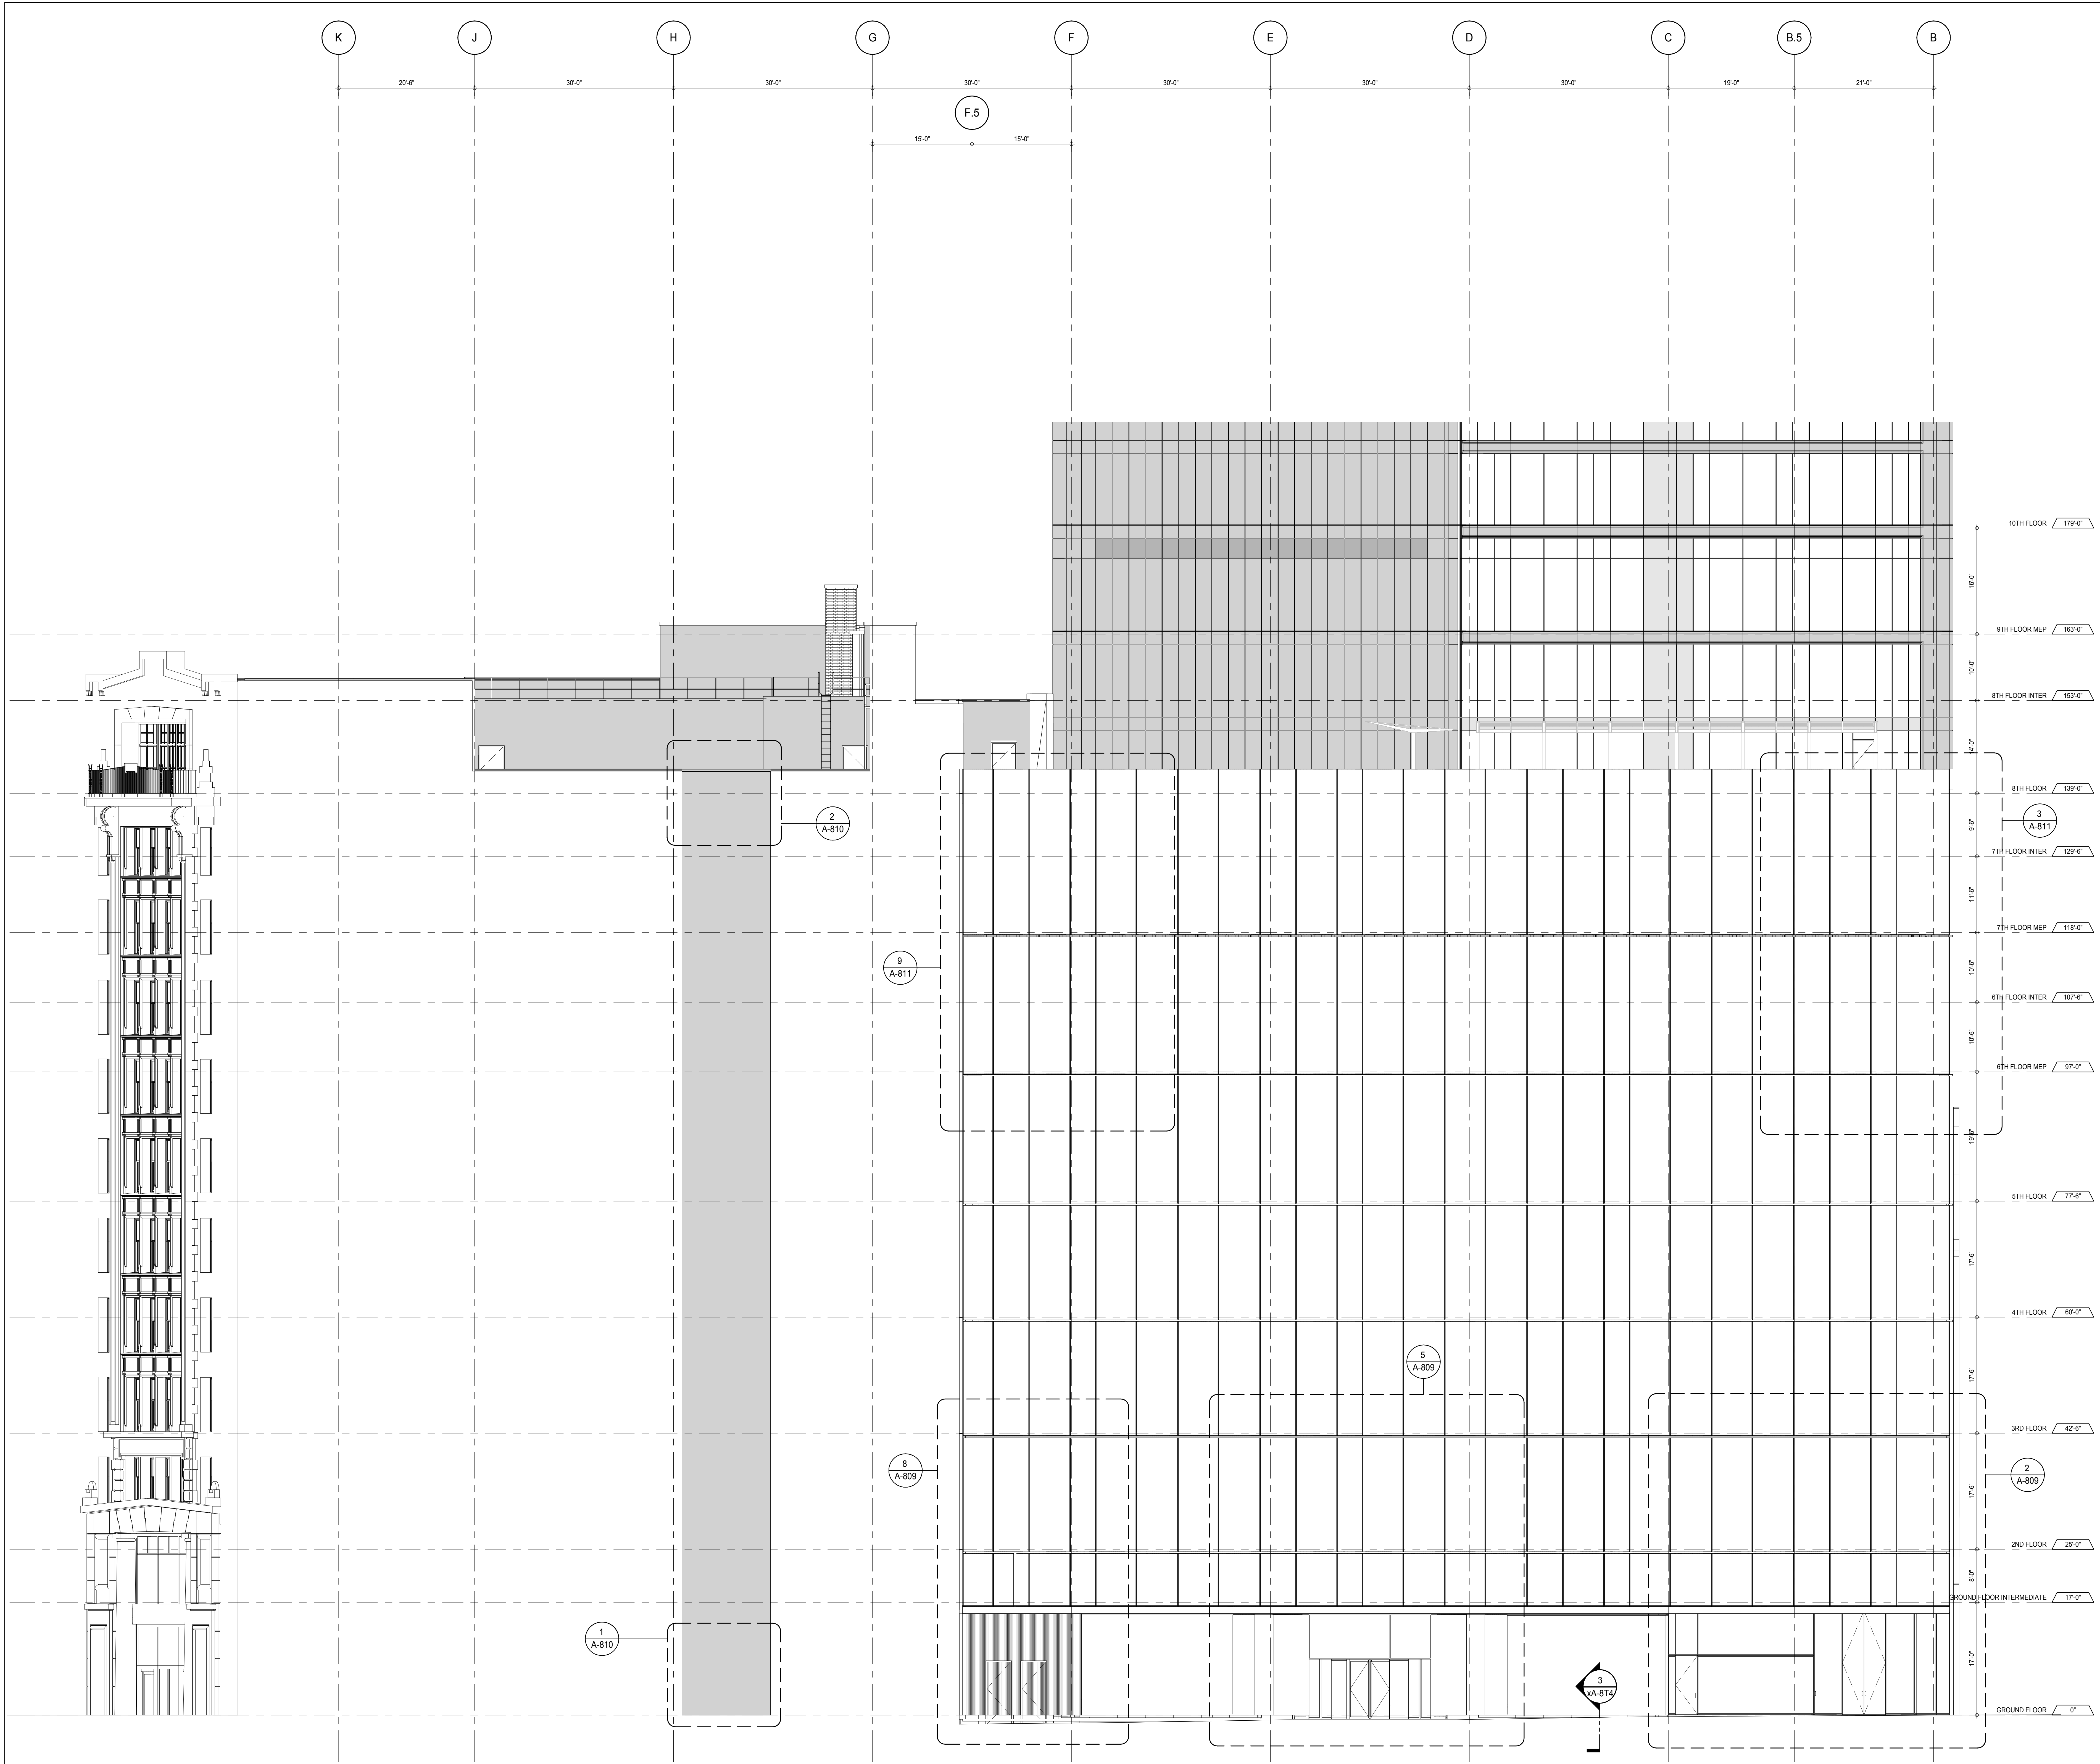 K J H G F E D C B.5 B
20'-6" 30'-0" 30'-0" 30'-0" 30'-0" 30'-0" 30'-0" 19'-0" 21'-0"
F.5
15'-0" 15'-0"
10TH FLOOR 179'-0"
16'-0"
9TH FLOOR MEP 163'-0"
10'-0"
8TH FLOOR INTER 153'-0"
14'-0"
8TH FLOOR 139'-0"
2
A-810
3
A-811
9'-6"
7TH FLOOR INTER 129'-6"
11'-6"
7TH FLOOR MEP 118'-0"
9
A-811
10'-6"
6TH FLOOR INTER 107'-6"
10'-6"
6TH FLOOR MEP 97'-0"
19'-6"
5TH FLOOR 77'-6"
17'-6"
4TH FLOOR 60'-0"
5
A-809
17'-6"
3RD FLOOR 42'-6"
8
A-809
2
A-809
17'-6"
2ND FLOOR 25'-0"
8'-0"
GROUND FLOOR INTERMEDIATE 17'-0"
1
A-810
17'-0"
3
xA-8T4
GROUND FLOOR 0"